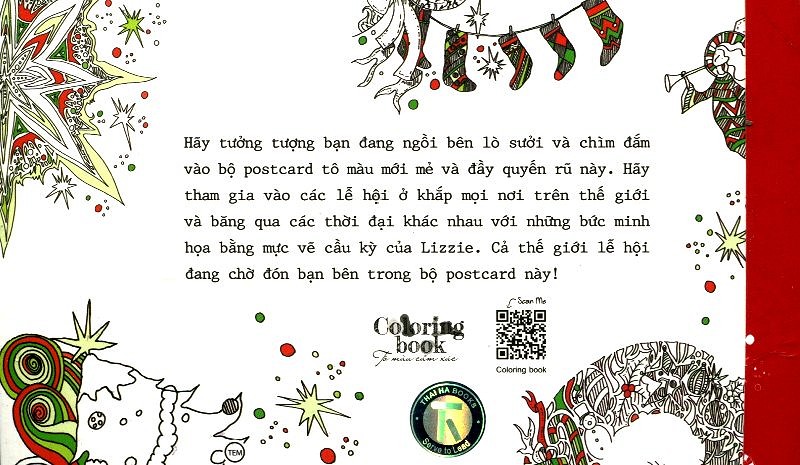 Hãy tưởng tượng bạn đang ngồi bên lò sưởi và chìm đắm
vào bộ postcard tô màu mới mẻ và đầy quyến rũ này. Hãy
tham gia vào các lễ hội ở khắp mọi nơi trên thế giới
và băng qua các thời đại khác nhau với những bức minh
họa bằng mực vẽ cầu kỳ của Lizzie. Cả thế giới lễ hội
đang chờ đón bạn bên trong bộ postcard này!
Scan Me
Coloring
book
Tô màu cảm xúc
Coloring book
THAI HA BOOKS
Serve to Lead
TEM